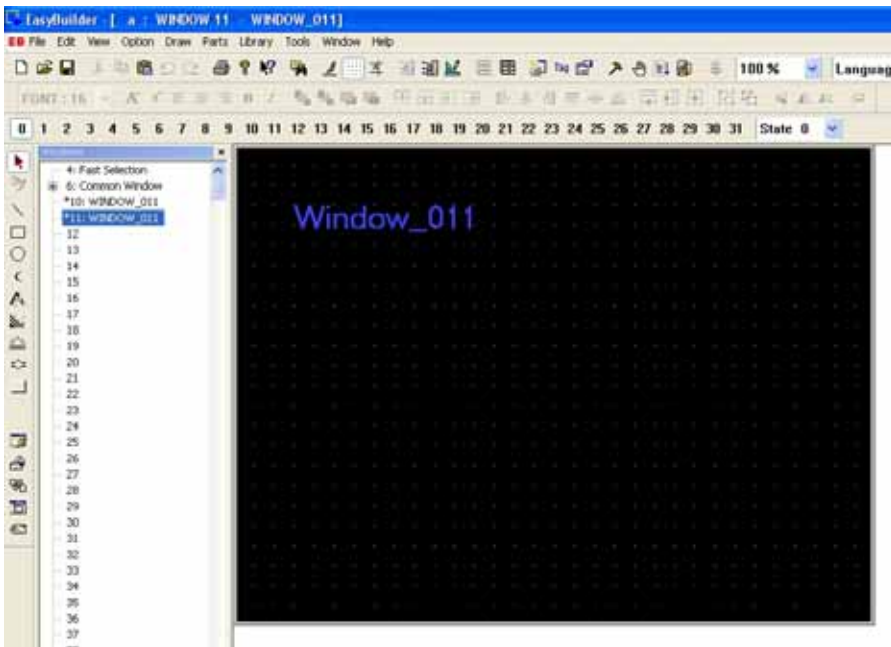 EasyBuilder - [ a : WINDOW 11 - WINDOW_011]
EB File Edit View Option Draw Parts Library Tools Window Help
100 % Languag
FONT : 16
0 1 2 3 4 5 6 7 8 9 10 11 12 13 14 15 16 17 18 19 20 21 22 23 24 25 26 27 28 29 30 31 State 0
4: Fast Selection
6: Common Window
*10: WINDOW_011
*11: WINDOW_011
12
13
14
15
16
17
18
19
20
21
22
23
24
25
26
27
28
29
30
31
32
33
34
35
36
37
Window_011